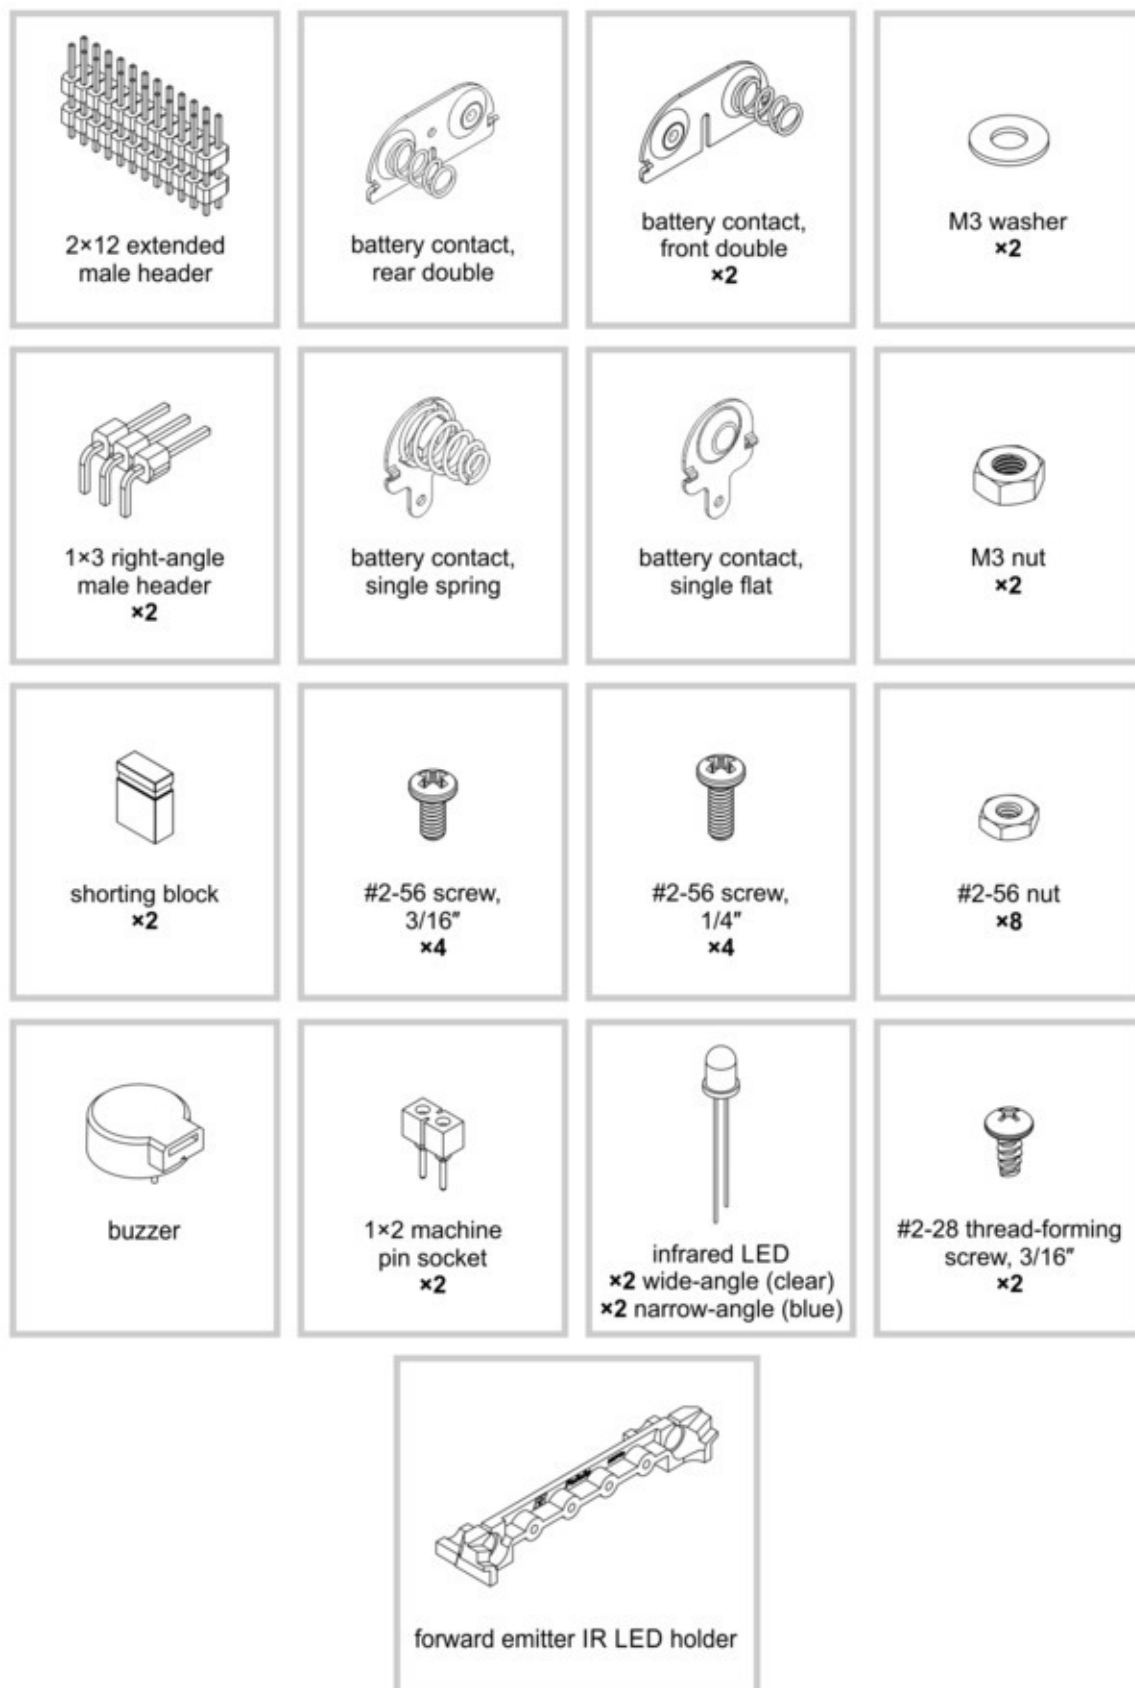 2×12 extended
male header
battery contact,
rear double
battery contact,
front double
×2
M3 washer
×2
1×3 right-angle
male header
×2
battery contact,
single spring
battery contact,
single flat
M3 nut
×2
shorting block
×2
#2-56 screw,
3/16″
×4
#2-56 screw,
1/4″
×4
#2-56 nut
×8
buzzer
1×2 machine
pin socket
×2
infrared LED
×2 wide-angle (clear)
×2 narrow-angle (blue)
#2-28 thread-forming
screw, 3/16″
×2
forward emitter IR LED holder